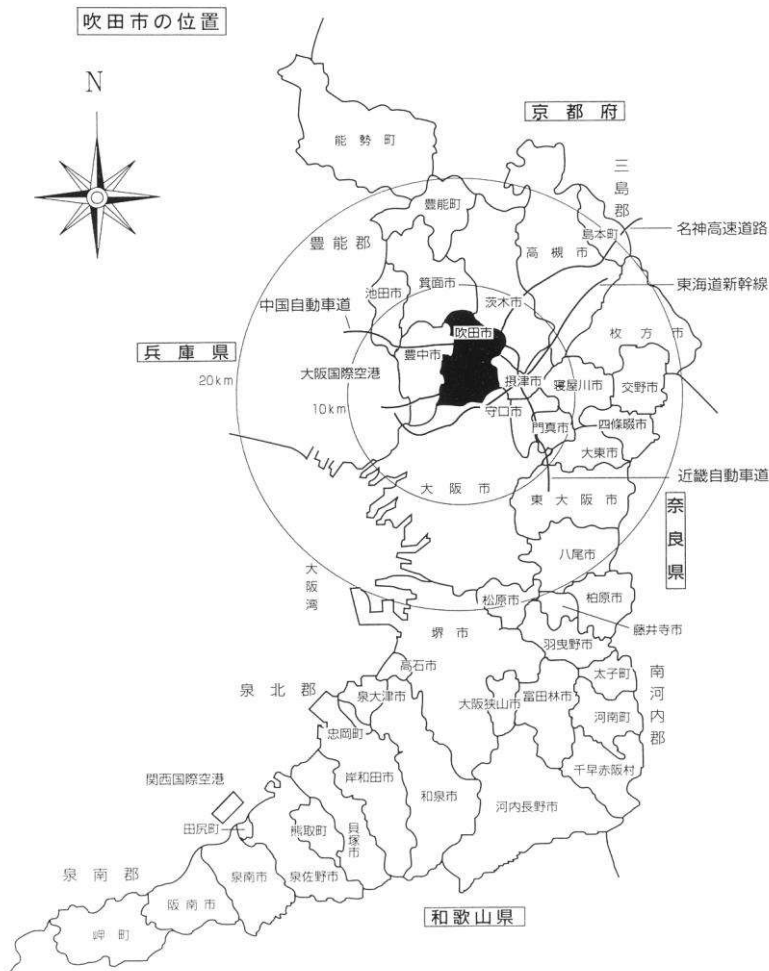 吹田市の位置
N
京都府
能勢町
三島郡
豊能町
島本町
名神高速道路
豊能郡
高槻市
箕面市
東海道新幹線
池田市
茨木市
中国自動車道
吹田市
枚方市
兵庫県
豊中市
大阪国際空港
摂津市
寝屋川市
交野市
20km
10km
守口市
門真市
四條畷市
大東市
近畿自動車道
大阪市
東大阪市
奈良県
八尾市
大阪湾
松原市
柏原市
藤井寺市
堺市
羽曳野市
高石市
太子町
南河内郡
泉北郡
泉大津市
大阪狭山市
富田林市
河南町
忠岡町
千早赤阪村
関西国際空港
岸和田市
和泉市
河内長野市
田尻町
熊取町
貝塚市
泉南郡
泉南市
泉佐野市
阪南市
和歌山県
岬町